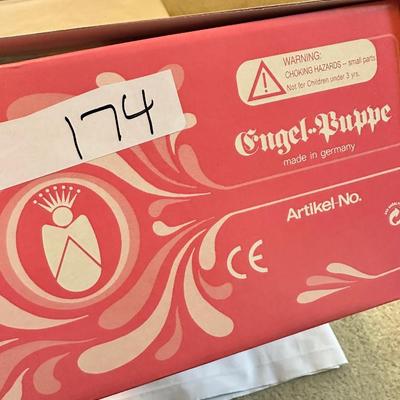 174
WARNING:
CHOKING HAZARDS -- small parts
Not for Children under 3 yrs.
Engel-Puppe
made in germany
Artikel-No.
CE